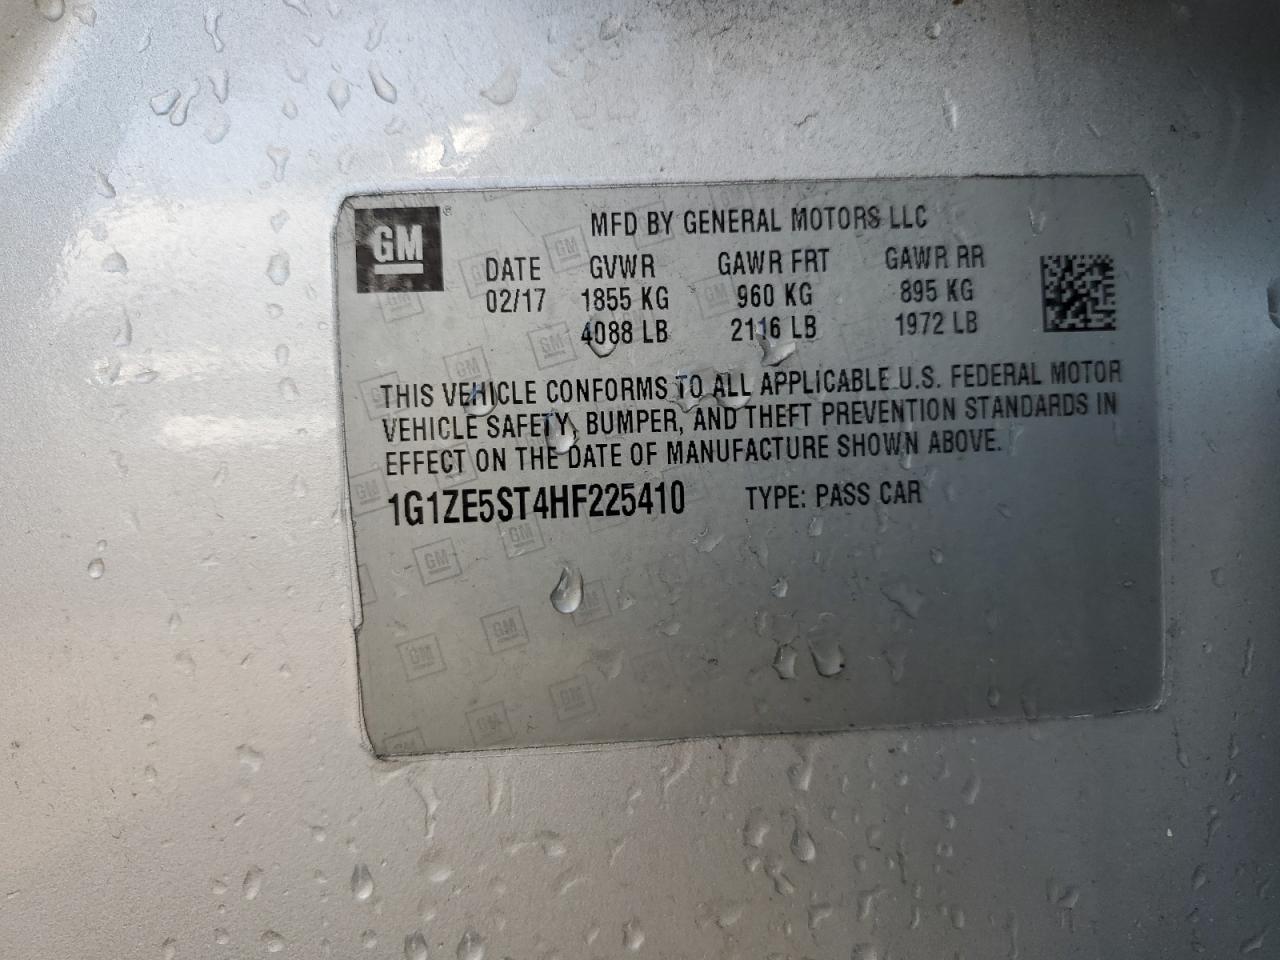 GM
MFD BY GENERAL MOTORS LLC
DATE GVWR GAWR FRT GAWR RR
02/17 1855 KG 960 KG 895 KG
4088 LB 2116 LB 1972 LB
THIS VEHICLE CONFORMS TO ALL APPLICABLE U.S. FEDERAL MOTOR
VEHICLE SAFETY, BUMPER, AND THEFT PREVENTION STANDARDS IN
EFFECT ON THE DATE OF MANUFACTURE SHOWN ABOVE.
1G1ZE5ST4HF225410 TYPE: PASS CAR